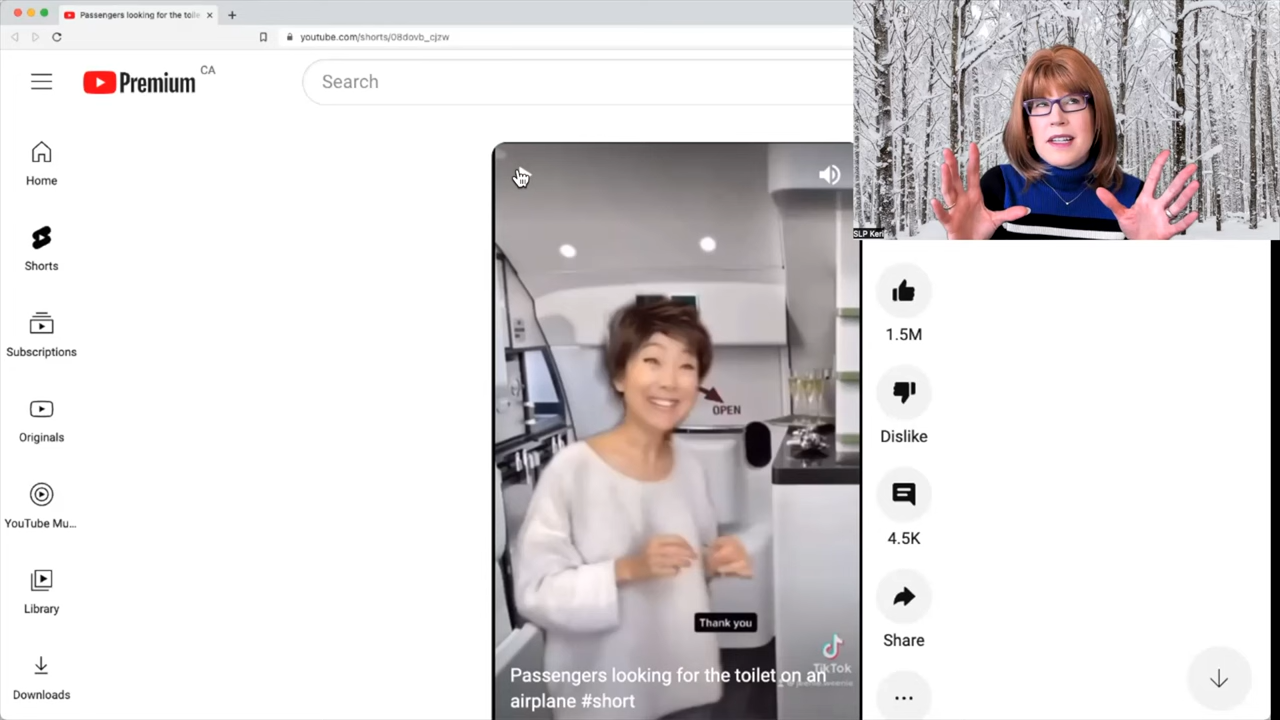 Passengers looking for the toile
youtube.com/shorts/08dovb_cjzw
Premium
CA
Search
Home
Shorts
Subscriptions
Originals
YouTube Mu...
Library
Downloads
OPEN
Thank you
TikTok
Passengers looking for the toilet on an
airplane #short
SLP Keri
1.5M
Dislike
4.5K
Share